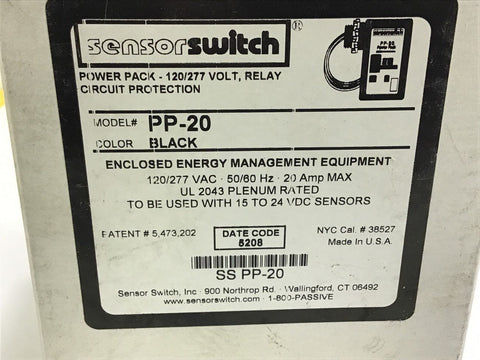 sensorswitch®
PP-20
POWER PACK - 120/277 VOLT, RELAY
CIRCUIT PROTECTION
MODEL# PP-20
COLOR BLACK
ENCLOSED ENERGY MANAGEMENT EQUIPMENT
120/277 VAC · 50/60 Hz · 20 Amp MAX
UL 2043 PLENUM RATED
TO BE USED WITH 15 TO 24 VDC SENSORS
PATENT # 5,473,202
DATE CODE
5208
NYC Cal. # 38527
Made In U.S.A.
SS PP-20
Sensor Switch, Inc · 900 Northrop Rd. · Wallingford, CT 06492
www.sensorswitch.com · 1-800-PASSIVE